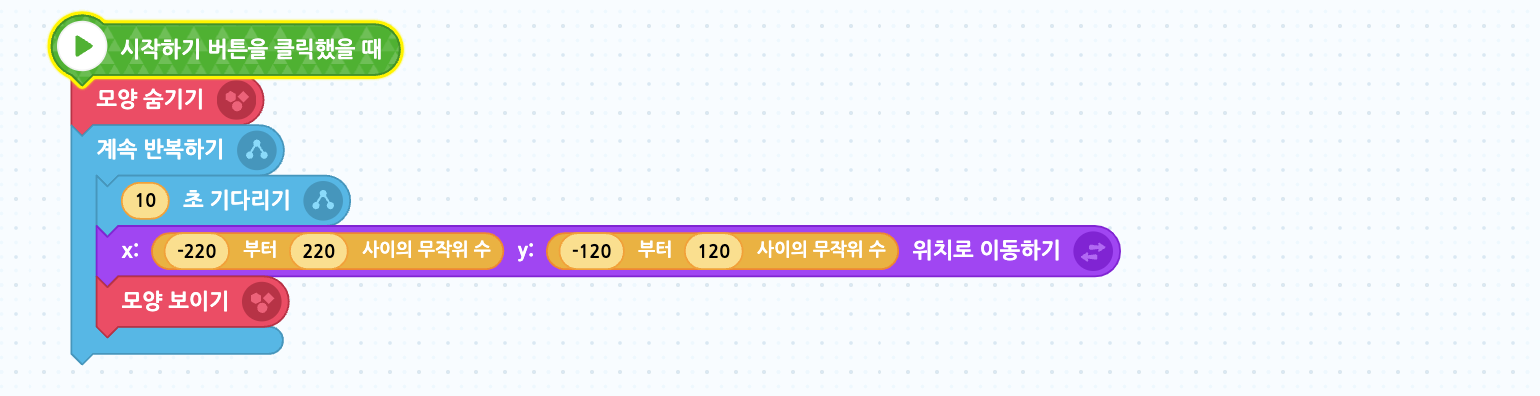 시작하기 버튼을 클릭했을 때
모양 숨기기
계속 반복하기
10 초 기다리기
x: -220 부터 220 사이의 무작위 수 y: -120 부터 120 사이의 무작위 수 위치로 이동하기
모양 보이기